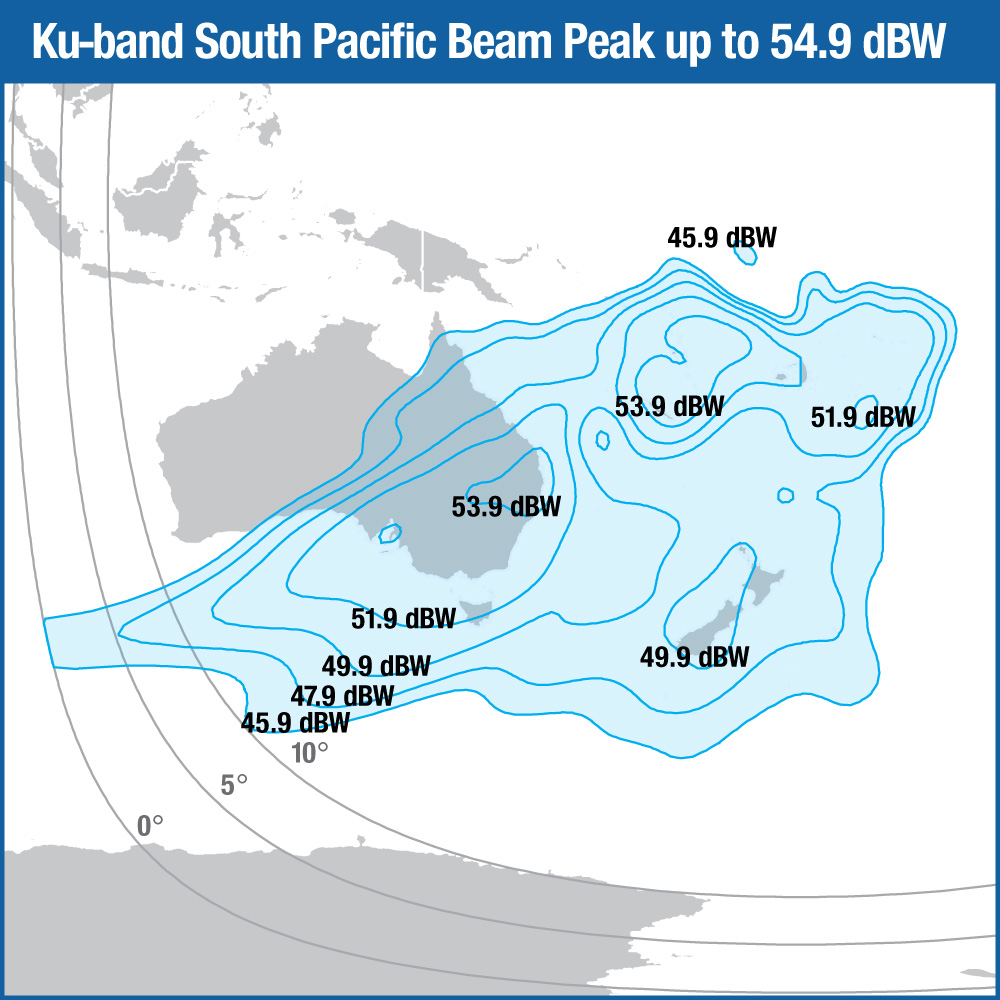 Ku-band South Pacific Beam Peak up to 54.9 dBW
45.9 dBW
53.9 dBW
51.9 dBW
53.9 dBW
51.9 dBW
49.9 dBW
49.9 dBW
47.9 dBW
45.9 dBW
10°
5°
0°